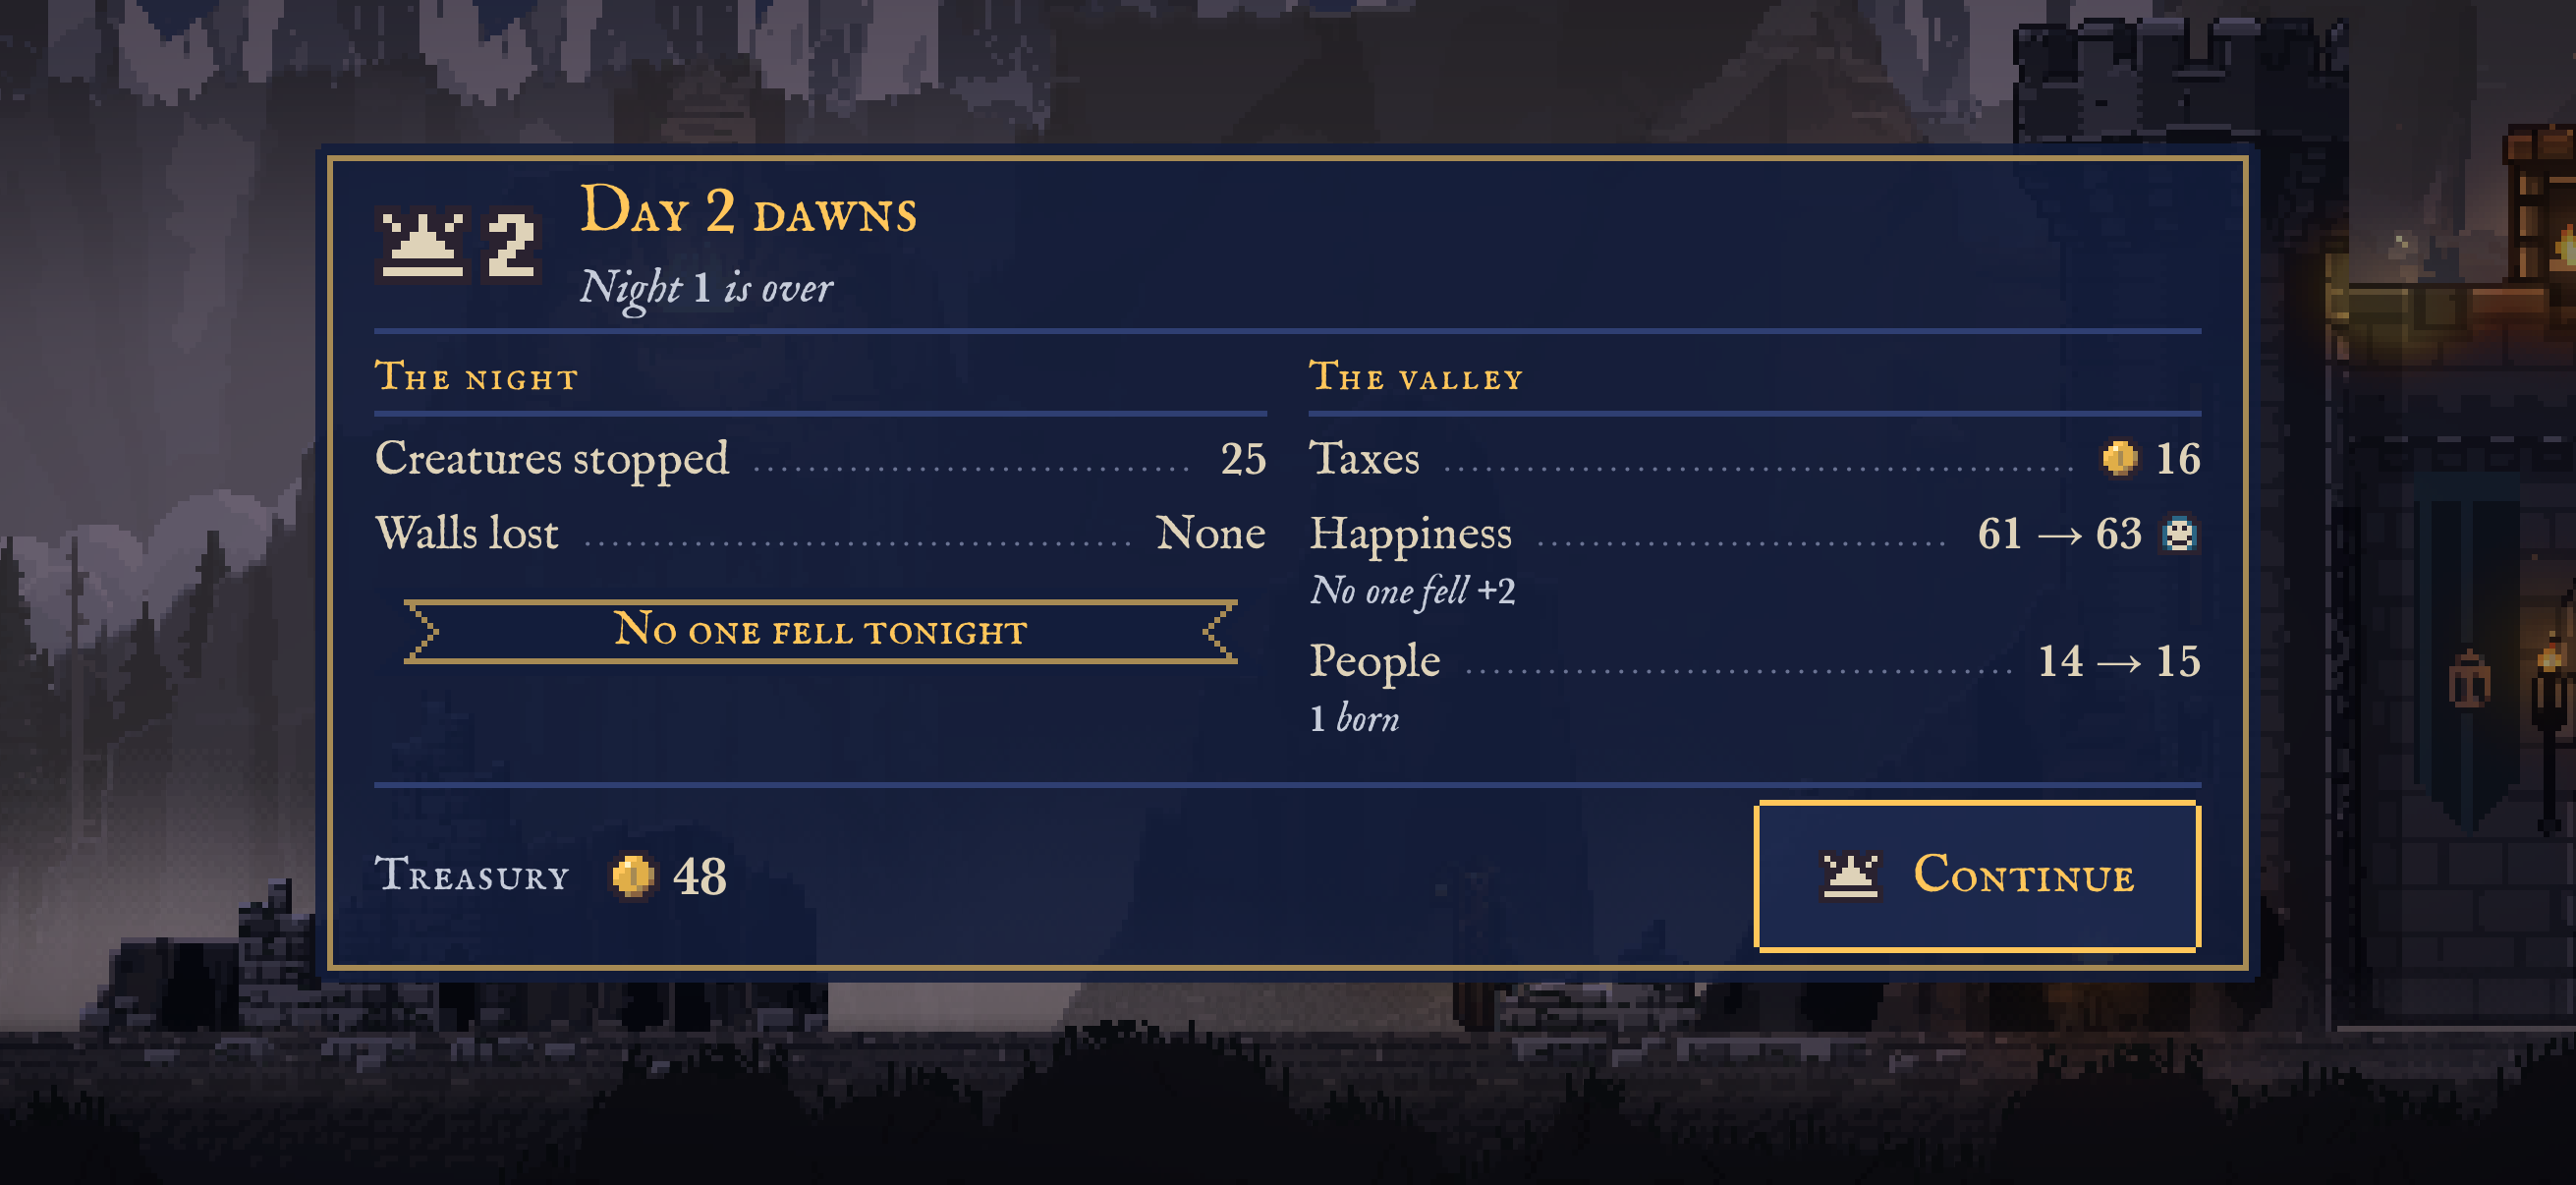 2
Day 2 dawns
Night 1 is over
The night
Creatures stopped 25
Walls lost None
No one fell tonight
The valley
Taxes 16
Happiness 61 → 63
No one fell +2
People 14 → 15
1 born
Treasury 48
Continue